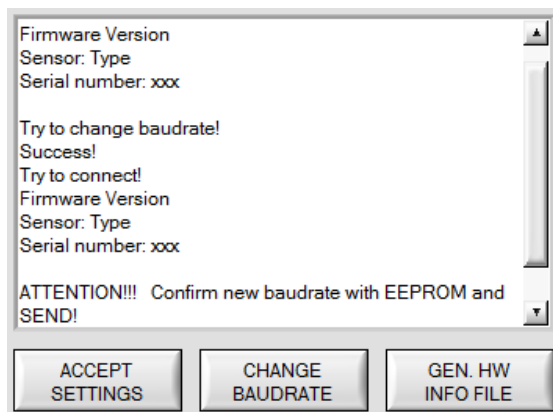 Firmware Version
Sensor: Type
Serial number: xxx
Try to change baudrate!
Success!
Try to connect!
Firmware Version
Sensor: Type
Serial number: xxx
ATTENTION!!!   Confirm new baudrate with EEPROM and
SEND!
ACCEPT
SETTINGS
CHANGE
BAUDRATE
GEN. HW
INFO FILE